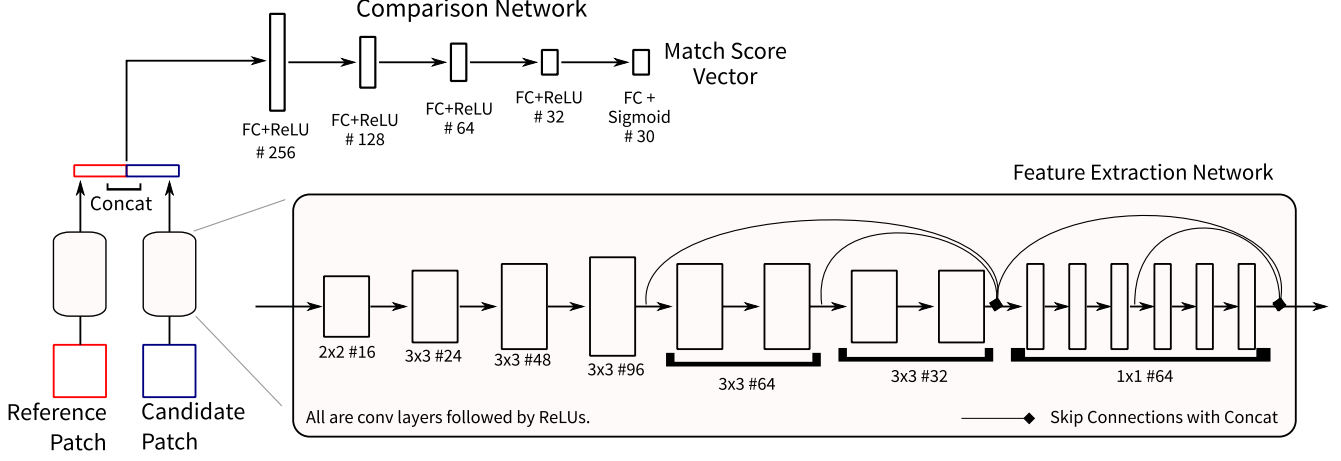 Comparison Network
Match Score
Vector
FC+ReLU
# 256
FC+ReLU
# 128
FC+ReLU
# 64
FC+ReLU
# 32
FC +
Sigmoid
# 30
Concat
Reference
Patch
Candidate
Patch
Feature Extraction Network
2x2 #16
3x3 #24
3x3 #48
3x3 #96
3x3 #64
3x3 #32
1x1 #64
All are conv layers followed by ReLUs.
Skip Connections with Concat